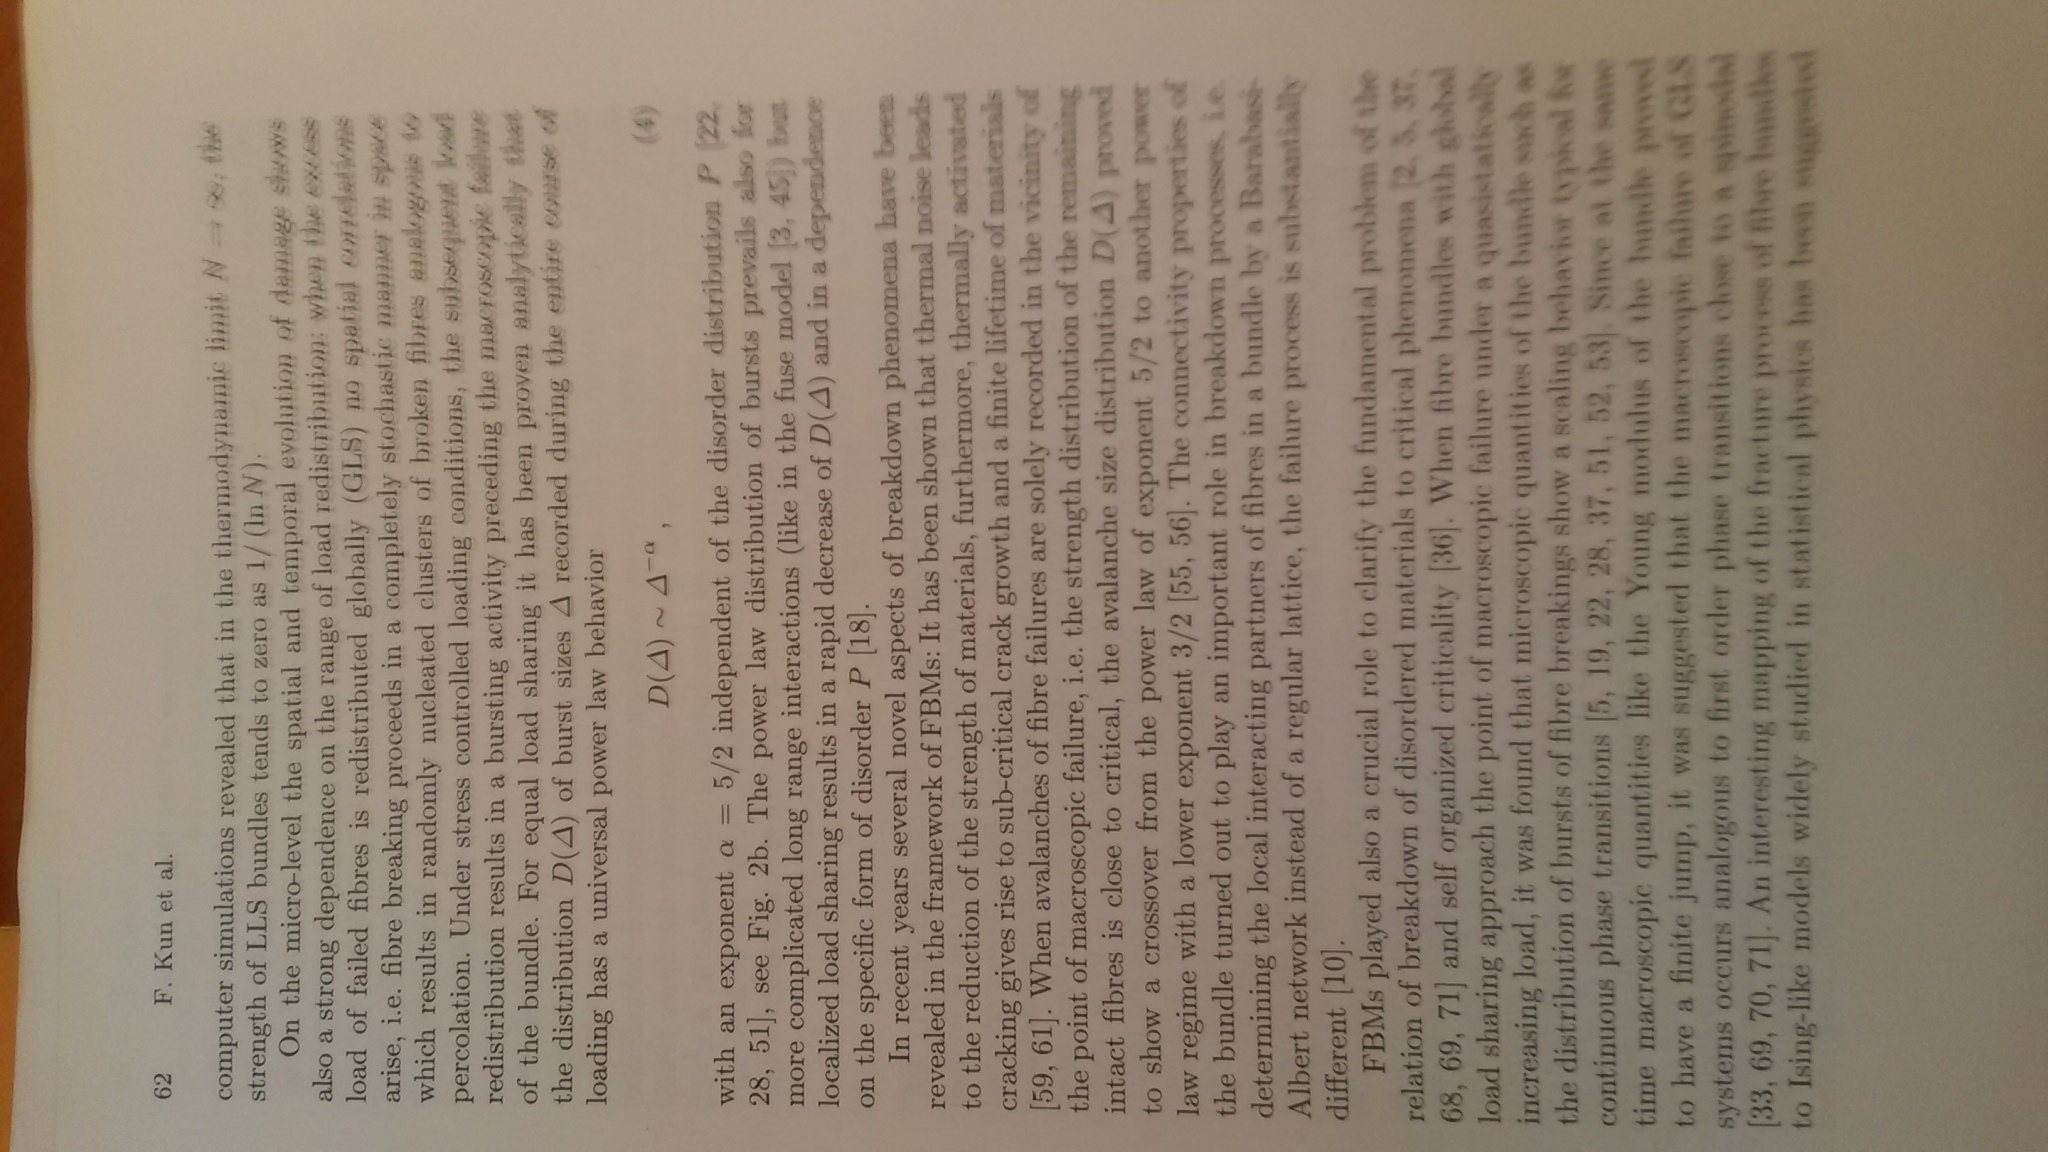 62 F. Kun et al.
computer simulations revealed that in the thermodynamic limit N → ∞, the
strength of LLS bundles tends to zero as 1/ (ln N).
On the micro-level the spatial and temporal evolution of damage shows
also a strong dependence on the range of load redistribution: when the excess
load of failed fibres is redistributed globally (GLS) no spatial correlations
arise, i.e. fibre breaking proceeds in a completely stochastic manner in space
which results in randomly nucleated clusters of broken fibres analogous to
percolation. Under stress controlled loading conditions, the subsequent load
redistribution results in a bursting activity preceding the macroscopic failure
of the bundle. For equal load sharing it has been proven analytically that
the distribution D(Δ) of burst sizes Δ recorded during the entire course of
loading has a universal power law behavior
D(Δ) ~ Δ^{-α} , (4)
with an exponent α = 5/2 independent of the disorder distribution P [22,
28, 51], see Fig. 2b. The power law distribution of bursts prevails also for
more complicated long range interactions (like in the fuse model [3, 45]) but
localized load sharing results in a rapid decrease of D(Δ) and in a dependence
on the specific form of disorder P [18].
In recent years several novel aspects of breakdown phenomena have been
revealed in the framework of FBMs: It has been shown that thermal noise leads
to the reduction of the strength of materials, furthermore, thermally activated
cracking gives rise to sub-critical crack growth and a finite lifetime of materials
[59, 61]. When avalanches of fibre failures are solely recorded in the vicinity of
the point of macroscopic failure, i.e. the strength distribution of the remaining
intact fibres is close to critical, the avalanche size distribution D(Δ) proved
to show a crossover from the power law of exponent 5/2 to another power
law regime with a lower exponent 3/2 [55, 56]. The connectivity properties of
the bundle turned out to play an important role in breakdown processes, i.e.
determining the local interacting partners of fibres in a bundle by a Barabasi-
Albert network instead of a regular lattice, the failure process is substantially
different [10].
FBMs played also a crucial role to clarify the fundamental problem of the
relation of breakdown of disordered materials to critical phenomena [2, 5, 37,
68, 69, 71] and self organized criticality [36]. When fibre bundles with global
load sharing approach the point of macroscopic failure under a quasistatically
increasing load, it was found that microscopic quantities of the bundle such as
the distribution of bursts of fibre breakings show a scaling behavior typical for
continuous phase transitions [5, 19, 22, 28, 37, 51, 52, 53]. Since at the same
time macroscopic quantities like the Young modulus of the bundle proved
to have a finite jump, it was suggested that the macroscopic failure of GLS
systems occurs analogous to first order phase transitions close to a spinodal
[33, 69, 70, 71]. An interesting mapping of the fracture process of fibre bundles
to Ising-like models widely studied in statistical physics has been suggested